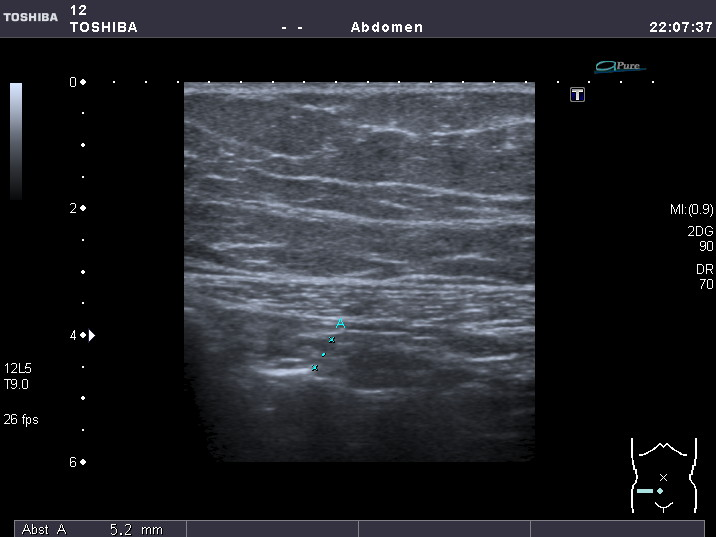 TOSHIBA
12
TOSHIBA - - Abdomen 22:07:37
aPure
T
0
2
4
6
A
MI:(0.9)
2DG
90
DR
70
12L5
T9.0
26 fps
Abst A 5.2 mm